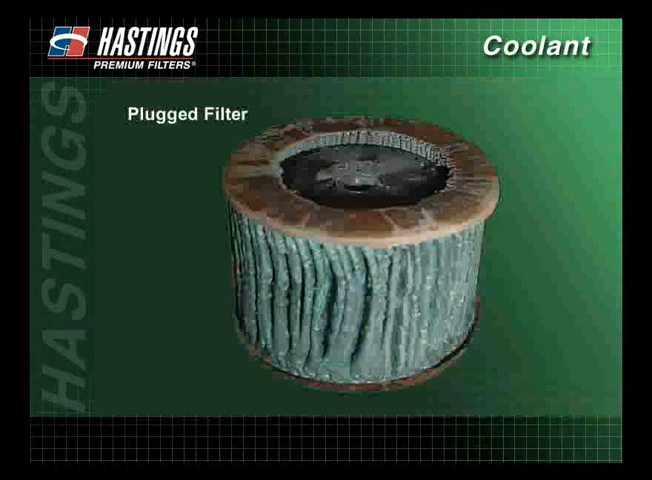 HASTINGS
PREMIUM FILTERS®
Coolant
Plugged Filter
HASTINGS